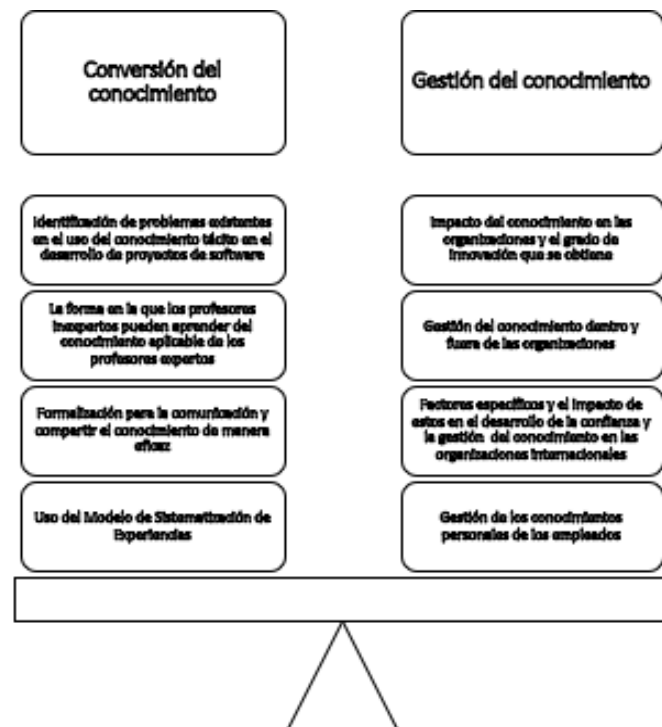 Conversión del
conocimiento
Gestión del conocimiento
Identificación de problemas existentes
en el uso del conocimiento tácito en el
desarrollo de proyectos de software
La forma en la que los profesores
inexpertos pueden aprender del
conocimiento aplicable de los
profesores expertos
Formalización para la comunicación y
compartir el conocimiento de manera
eficaz
Uso del Modelo de Sistematización de
Experiencias
Impacto del conocimiento en las
organizaciones y el grado de
innovación que se obtiene
Gestión del conocimiento dentro y
fuera de las organizaciones
Factores específicos y el impacto de
estos en el desarrollo de la confianza y
la gestión del conocimiento en las
organizaciones internacionales
Gestión de los conocimientos
personales de los empleados